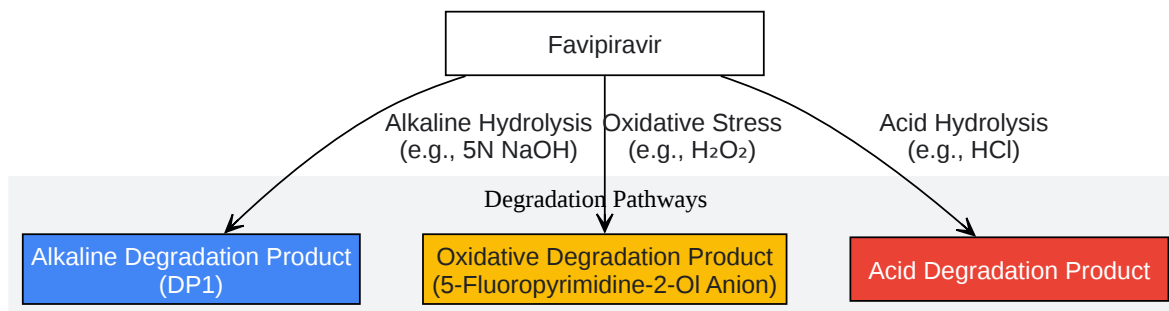 Favipiravir
Alkaline Hydrolysis
(e.g., 5N NaOH)
Oxidative Stress
(e.g., H₂O₂)
Acid Hydrolysis
(e.g., HCl)
Degradation Pathways
Alkaline Degradation Product
(DP1)
Oxidative Degradation Product
(5-Fluoropyrimidine-2-Ol Anion)
Acid Degradation Product